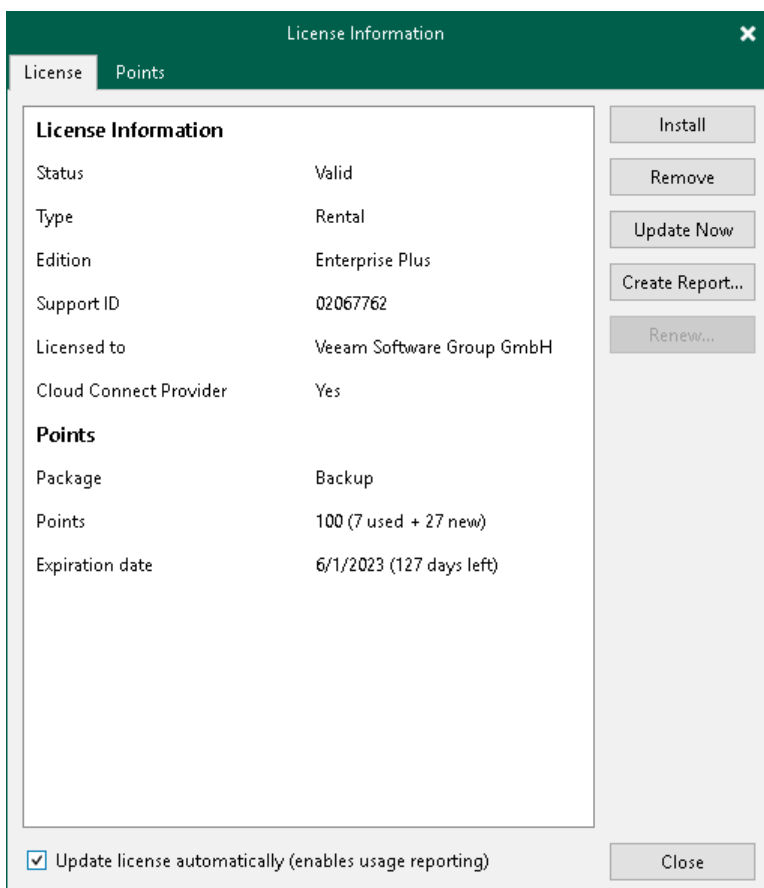 License Information
License Points
License Information
Install
Status Valid
Remove
Type Rental
Update Now
Edition Enterprise Plus
Create Report...
Support ID 02067762
Renew...
Licensed to Veeam Software Group GmbH
Cloud Connect Provider Yes
Points
Package Backup
Points 100 (7 used + 27 new)
Expiration date 6/1/2023 (127 days left)
Update license automatically (enables usage reporting)
Close